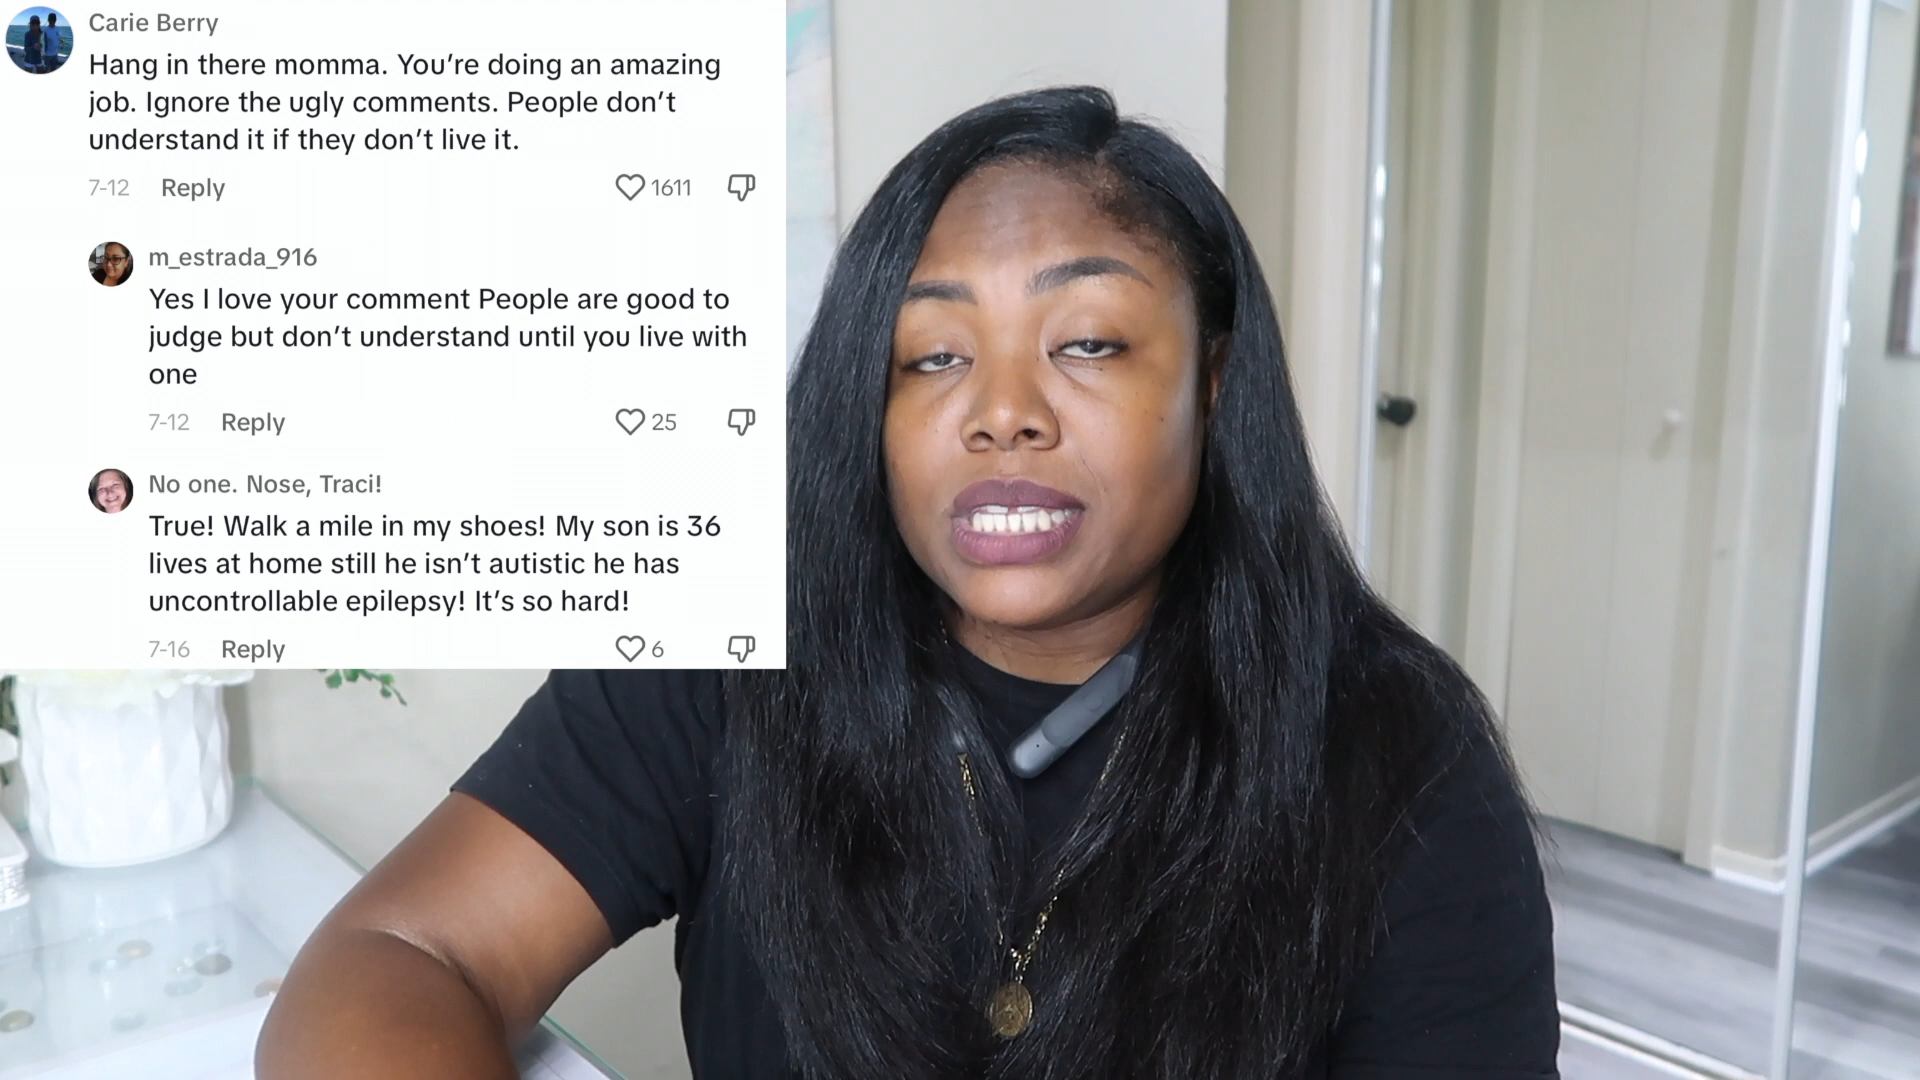 Carie Berry
Hang in there momma. You’re doing an amazing
job. Ignore the ugly comments. People don’t
understand it if they don’t live it.
7-12 Reply 1611
m_estrada_916
Yes I love your comment People are good to
judge but don’t understand until you live with
one
7-12 Reply 25
No one. Nose, Traci!
True! Walk a mile in my shoes! My son is 36
lives at home still he isn’t autistic he has
uncontrollable epilepsy! It’s so hard!
7-16 Reply 6